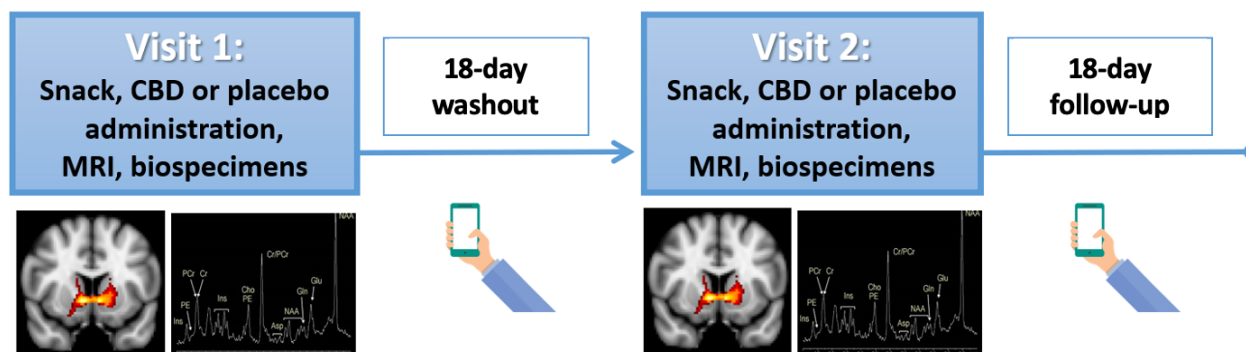 Visit 1:
Snack, CBD or placebo
administration,
MRI, biospecimens
18-day
washout
Visit 2:
Snack, CBD or placebo
administration,
MRI, biospecimens
18-day
follow-up
NAA
Cr/PCr
PCr Cr
Glu
Ins
Cho
PE
Gln
PE
NAA
Ins
Asp
NAA
Cr/PCr
PCr Cr
Glu
Ins
Cho
PE
Gln
PE
NAA
Ins
Asp